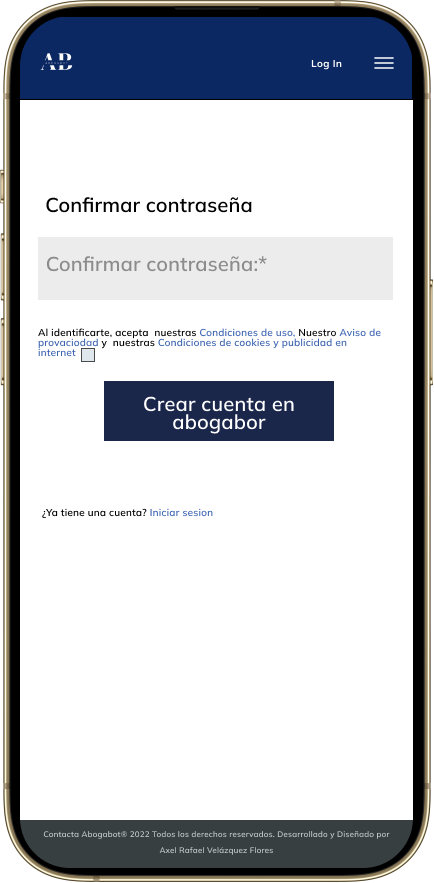 AB
Log In
Confirmar contraseña
Confirmar contraseña:*
Al identificarte, acepta nuestras Condiciones de uso, Nuestro Aviso de
provaciodad y nuestras Condiciones de cookies y publicidad en
internet
Crear cuenta en
abogabor
¿Ya tiene una cuenta? Iniciar sesion
Contacta Abogabot® 2022 Todos los derechos reservados. Desarrollado y Diseñado por
Axel Rafael Velázquez Flores